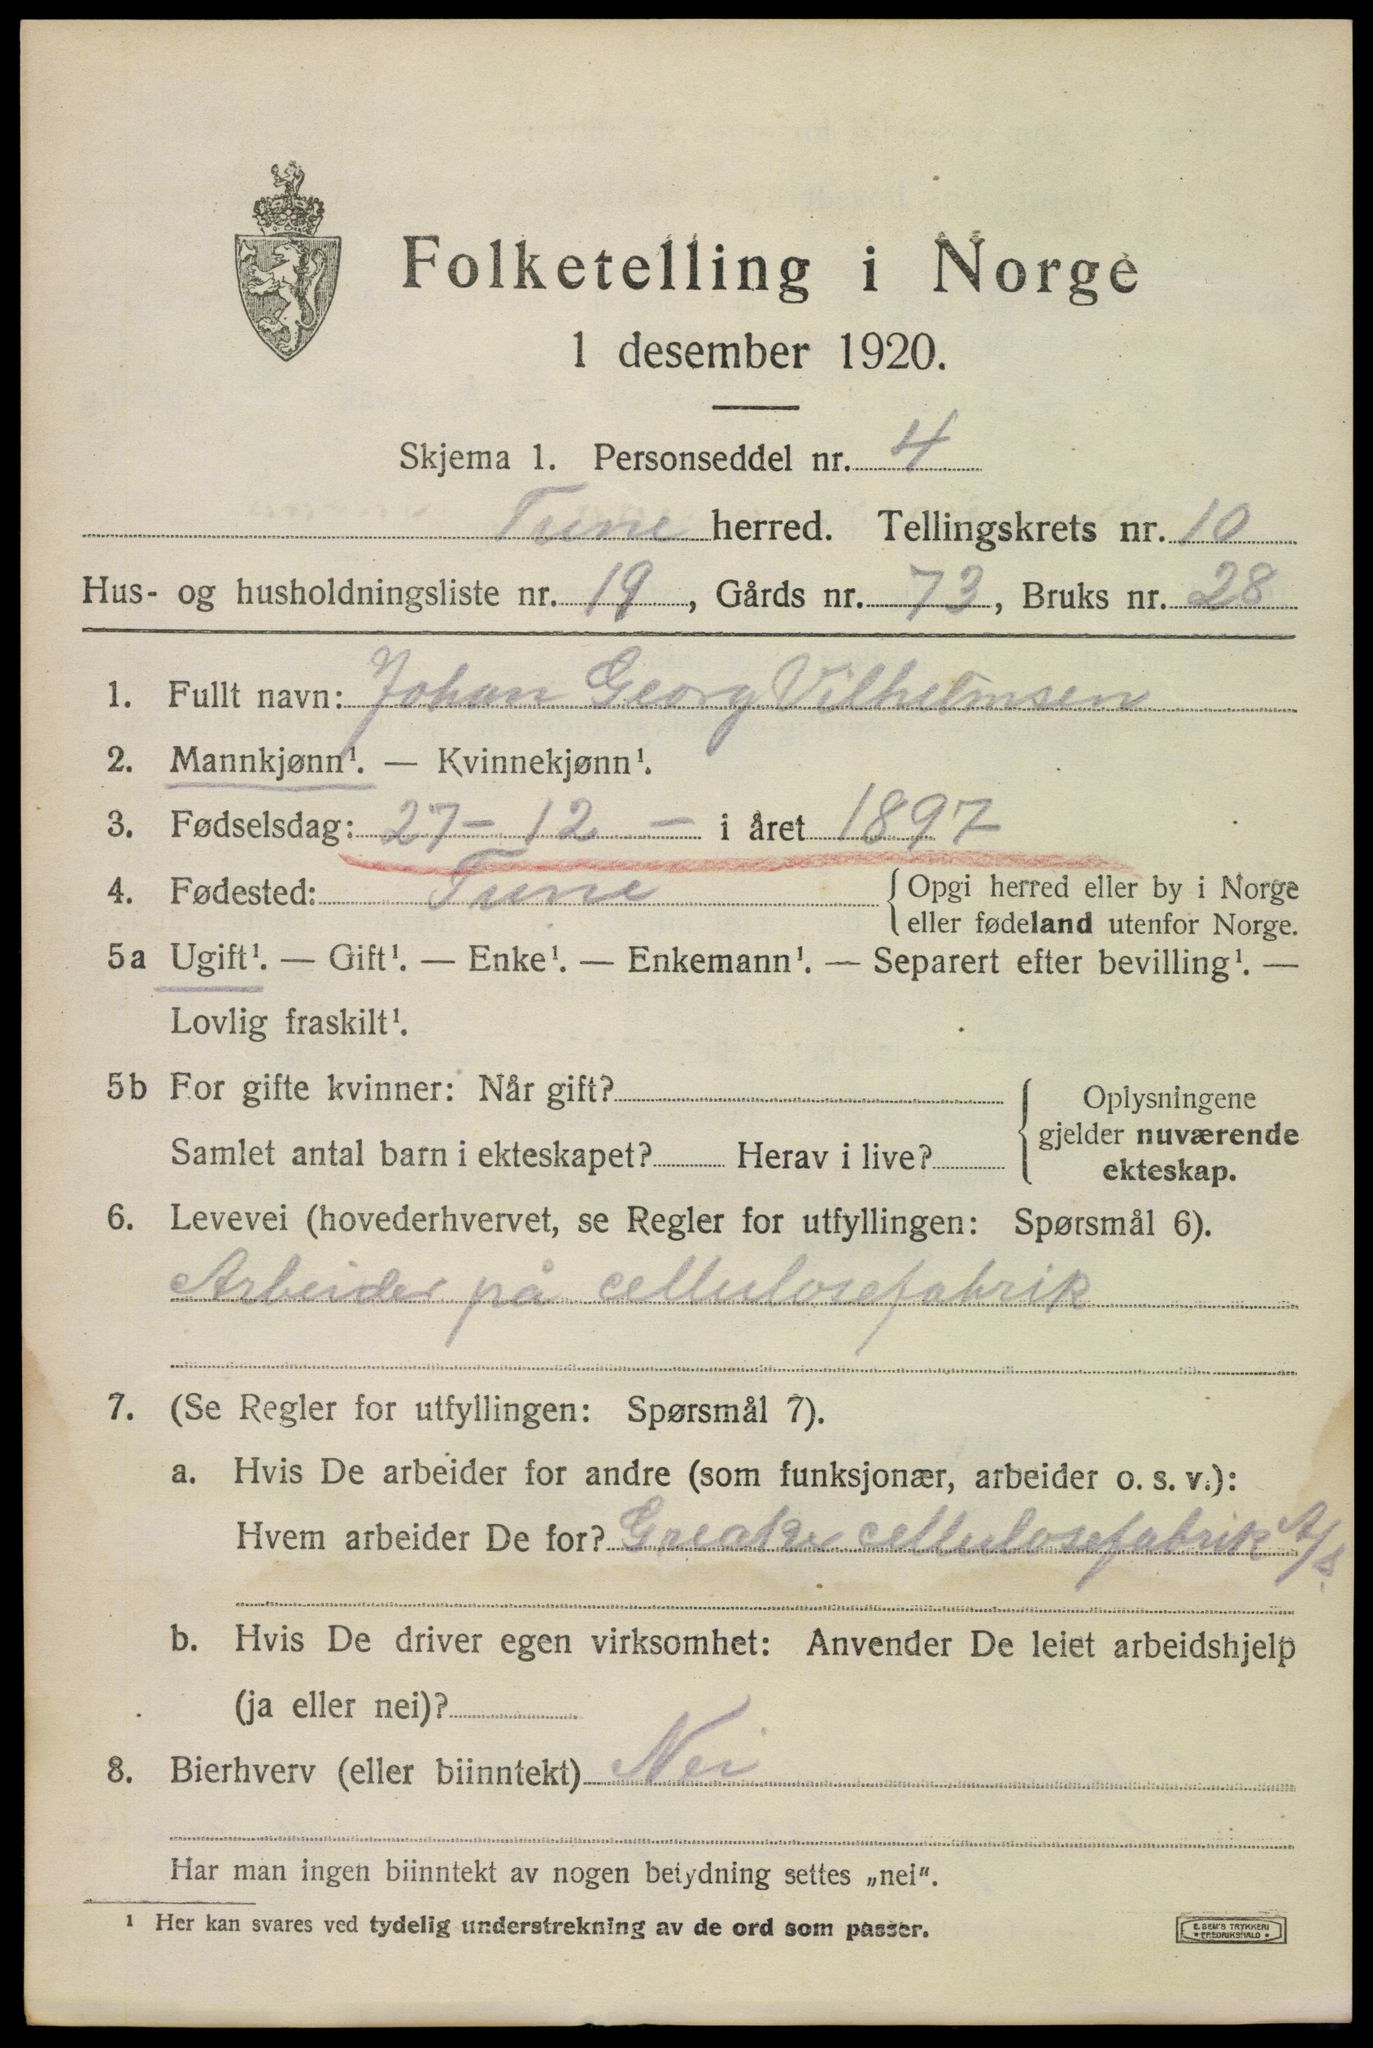 Folketelling i Norge
1 desember 1920.
Skjema 1. Personseddel nr. 4
Tune herred. Tellingskrets nr. 10
Hus- og husholdningsliste nr. 19, Gårds nr. 73, Bruks nr. 28
1. Fullt navn: Johan Georg Vilhelmsen
2. Mannkjønn¹. — Kvinnekjønn¹.
3. Fødselsdag: 27 – 12 – i året 1897
4. Fødested: Tune {Opgi herred eller by i Norge
eller fødeland utenfor Norge.
5a Ugift¹. — Gift¹. — Enke¹. — Enkemann¹. — Separert efter bevilling¹. —
Lovlig fraskilt¹.
5b For gifte kvinner: Når gift?
Samlet antal barn i ekteskapet? Herav i live?
Oplysningene
gjelder nuværende
ekteskap.
6. Levevei (hovederhvervet, se Regler for utfyllingen: Spørsmål 6).
Arbeider på cellulosefabrik
7. (Se Regler for utfyllingen: Spørsmål 7).
a. Hvis De arbeider for andre (som funksjonær, arbeider o. s. v.):
Hvem arbeider De for? Greaker cellulosefabrik A/S
b. Hvis De driver egen virksomhet: Anvender De leiet arbeidshjelp
(ja eller nei)?
8. Bierhverv (eller biinntekt) Nei
Har man ingen biinntekt av nogen betydning settes „nei“.
¹ Her kan svares ved tydelig understrekning av de ord som passer.
E. SEM'S TRYKKERI
FREDRIKSHALD